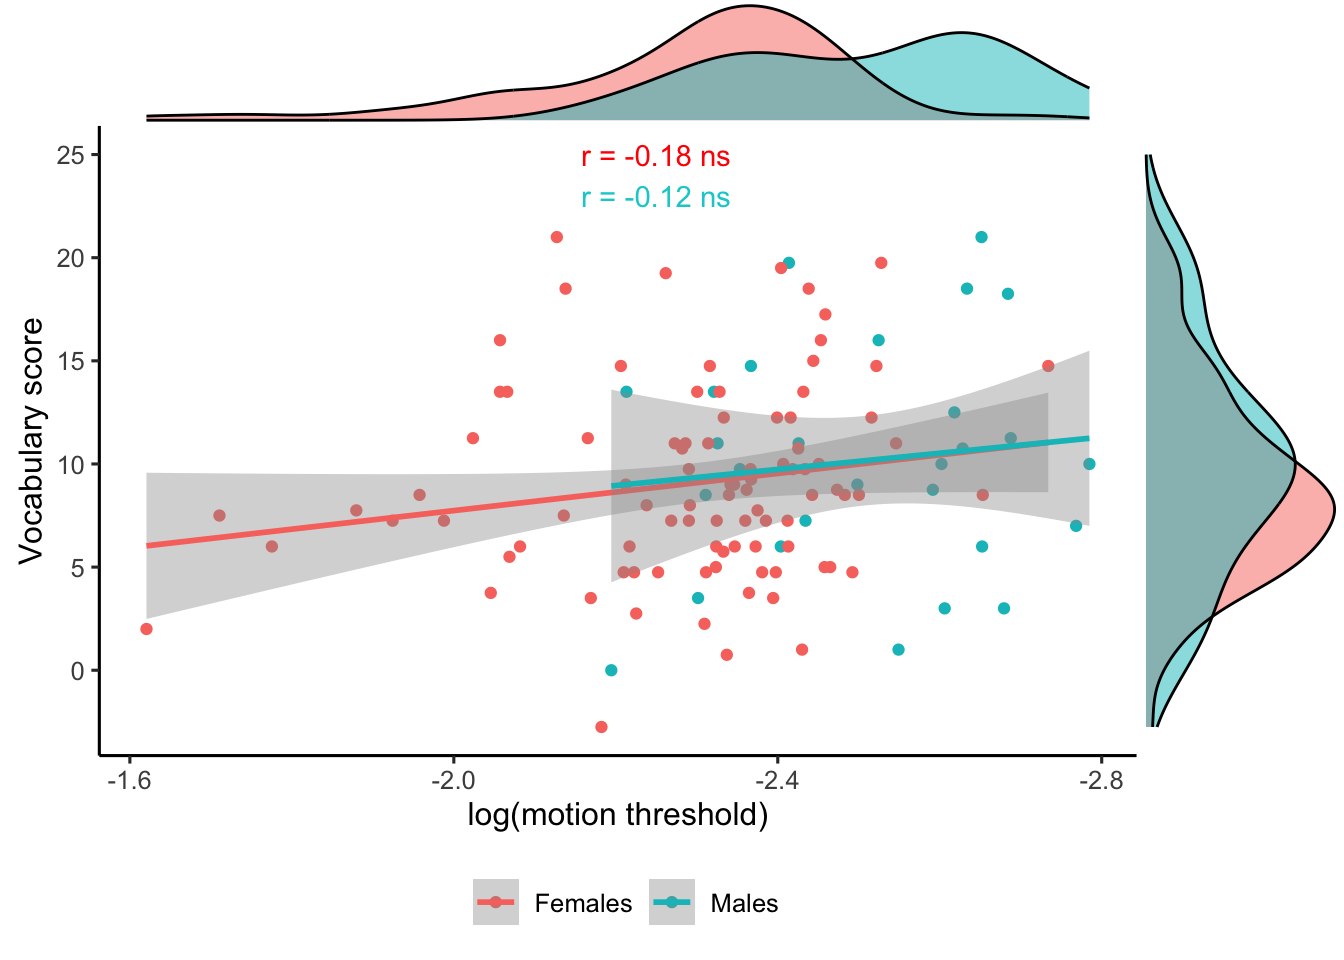 r = -0.18 ns
r = -0.12 ns
25
20
15
10
5
0
Vocabulary score
-1.6 -2.0 -2.4 -2.8
log(motion threshold)
Females Males